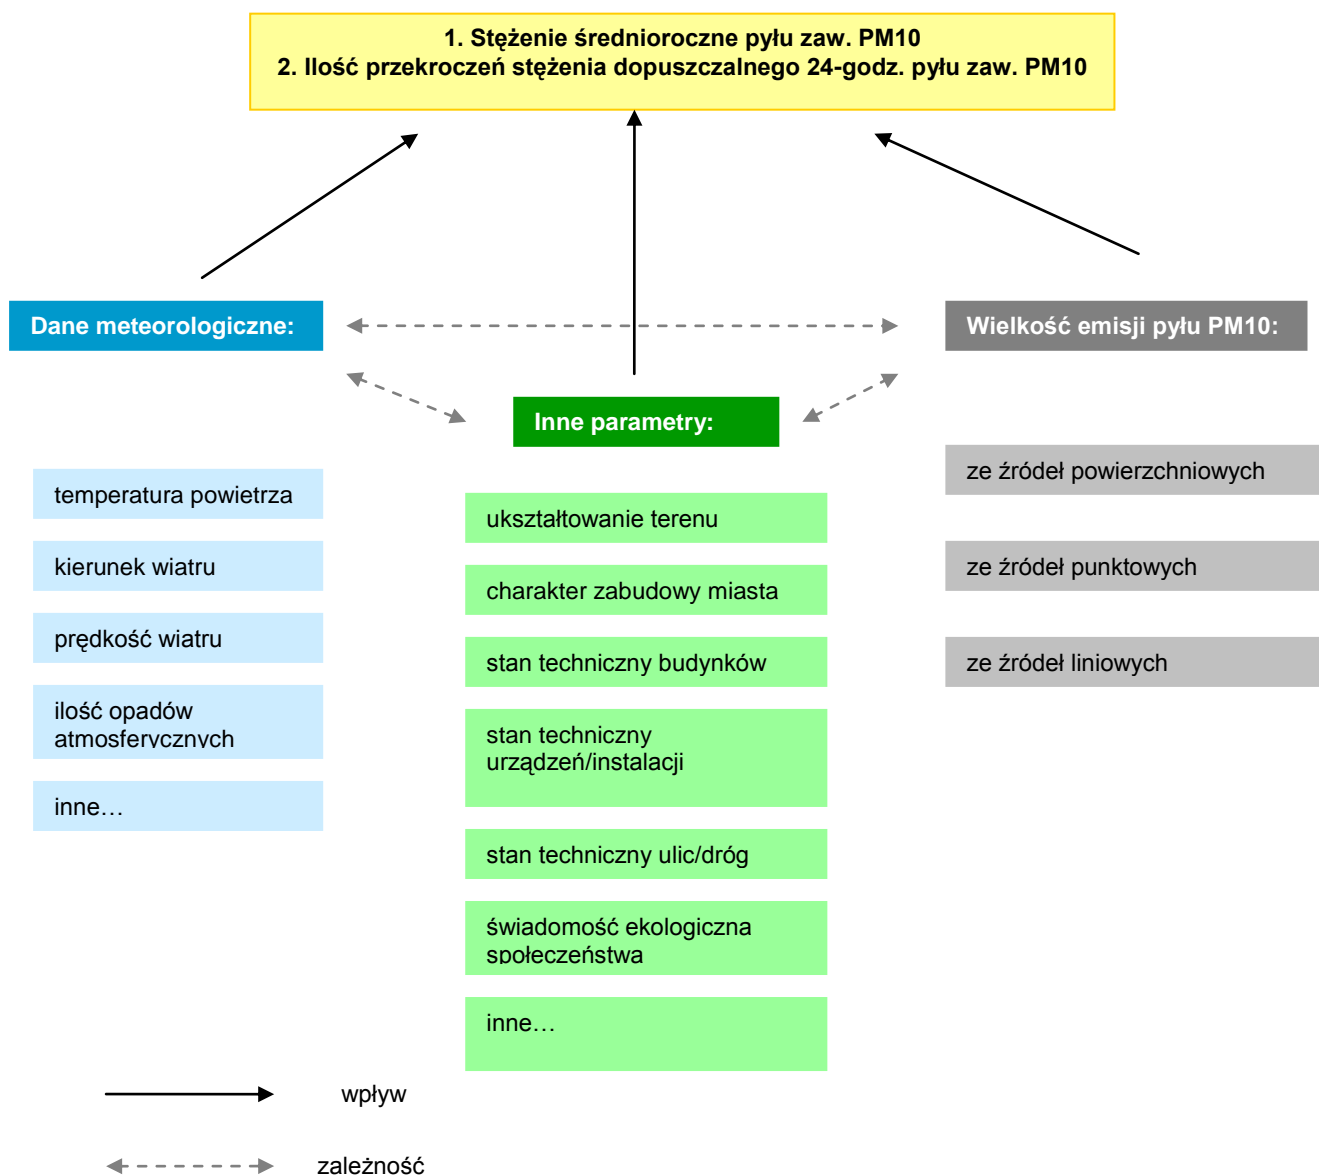 1. Stężenie średnioroczne pyłu zaw. PM10
2. Ilość przekroczeń stężenia dopuszczalnego 24-godz. pyłu zaw. PM10
Dane meteorologiczne:
Wielkość emisji pyłu PM10:
Inne parametry:
temperatura powietrza
kierunek wiatru
prędkość wiatru
ilość opadów
atmosferycznych
inne…
ukształtowanie terenu
charakter zabudowy miasta
stan techniczny budynków
stan techniczny
urządzeń/instalacji
stan techniczny ulic/dróg
świadomość ekologiczna
społeczeństwa
inne…
ze źródeł powierzchniowych
ze źródeł punktowych
ze źródeł liniowych
wpływ
zależność